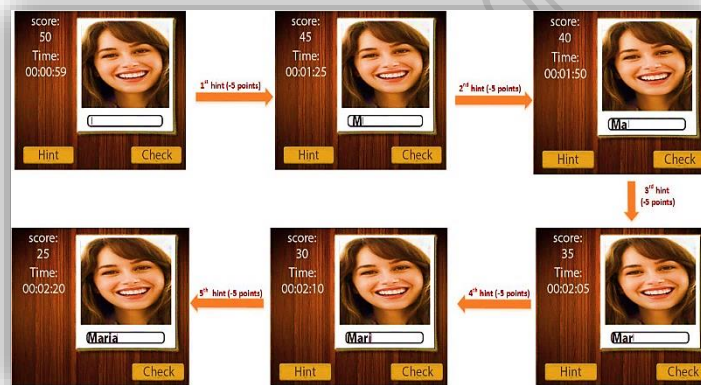 score:
50
Time:
00:00:59
Hint
Check
1st hint (-5 points)
score:
45
Time:
00:01:25
M
Hint
Check
2nd hint (-5 points)
score:
40
Time:
00:01:50
Ma
Hint
Check
3rd hint
(-5 points)
score:
35
Time:
00:02:05
Mar
Hint
Check
4th hint (-5 points)
score:
30
Time:
00:02:10
Mari
Hint
Check
5th hint (-5 points)
score:
25
Time:
00:02:20
Maria
Check